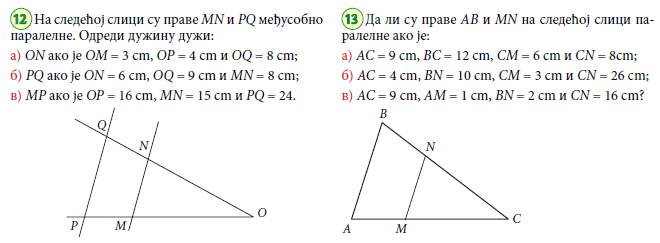 12 На следећој слици су праве MN и PQ међусобно
паралелне. Одреди дужину дужи:
а) ON ако је OM = 3 cm, OP = 4 cm и OQ = 8 cm;
б) PQ ако је ON = 6 cm, OQ = 9 cm и MN = 8 cm;
в) MP ако је OP = 16 cm, MN = 15 cm и PQ = 24.
Q
N
O
P
M
13 Да ли су праве AB и MN на следећој слици па-
ралелне ако је:
а) AC = 9 cm, BC = 12 cm, CM = 6 cm и CN = 8cm;
б) AC = 4 cm, BN = 10 cm, CM = 3 cm и CN = 26 cm;
в) AC = 9 cm, AM = 1 cm, BN = 2 cm и CN = 16 cm?
B
N
A
M
C